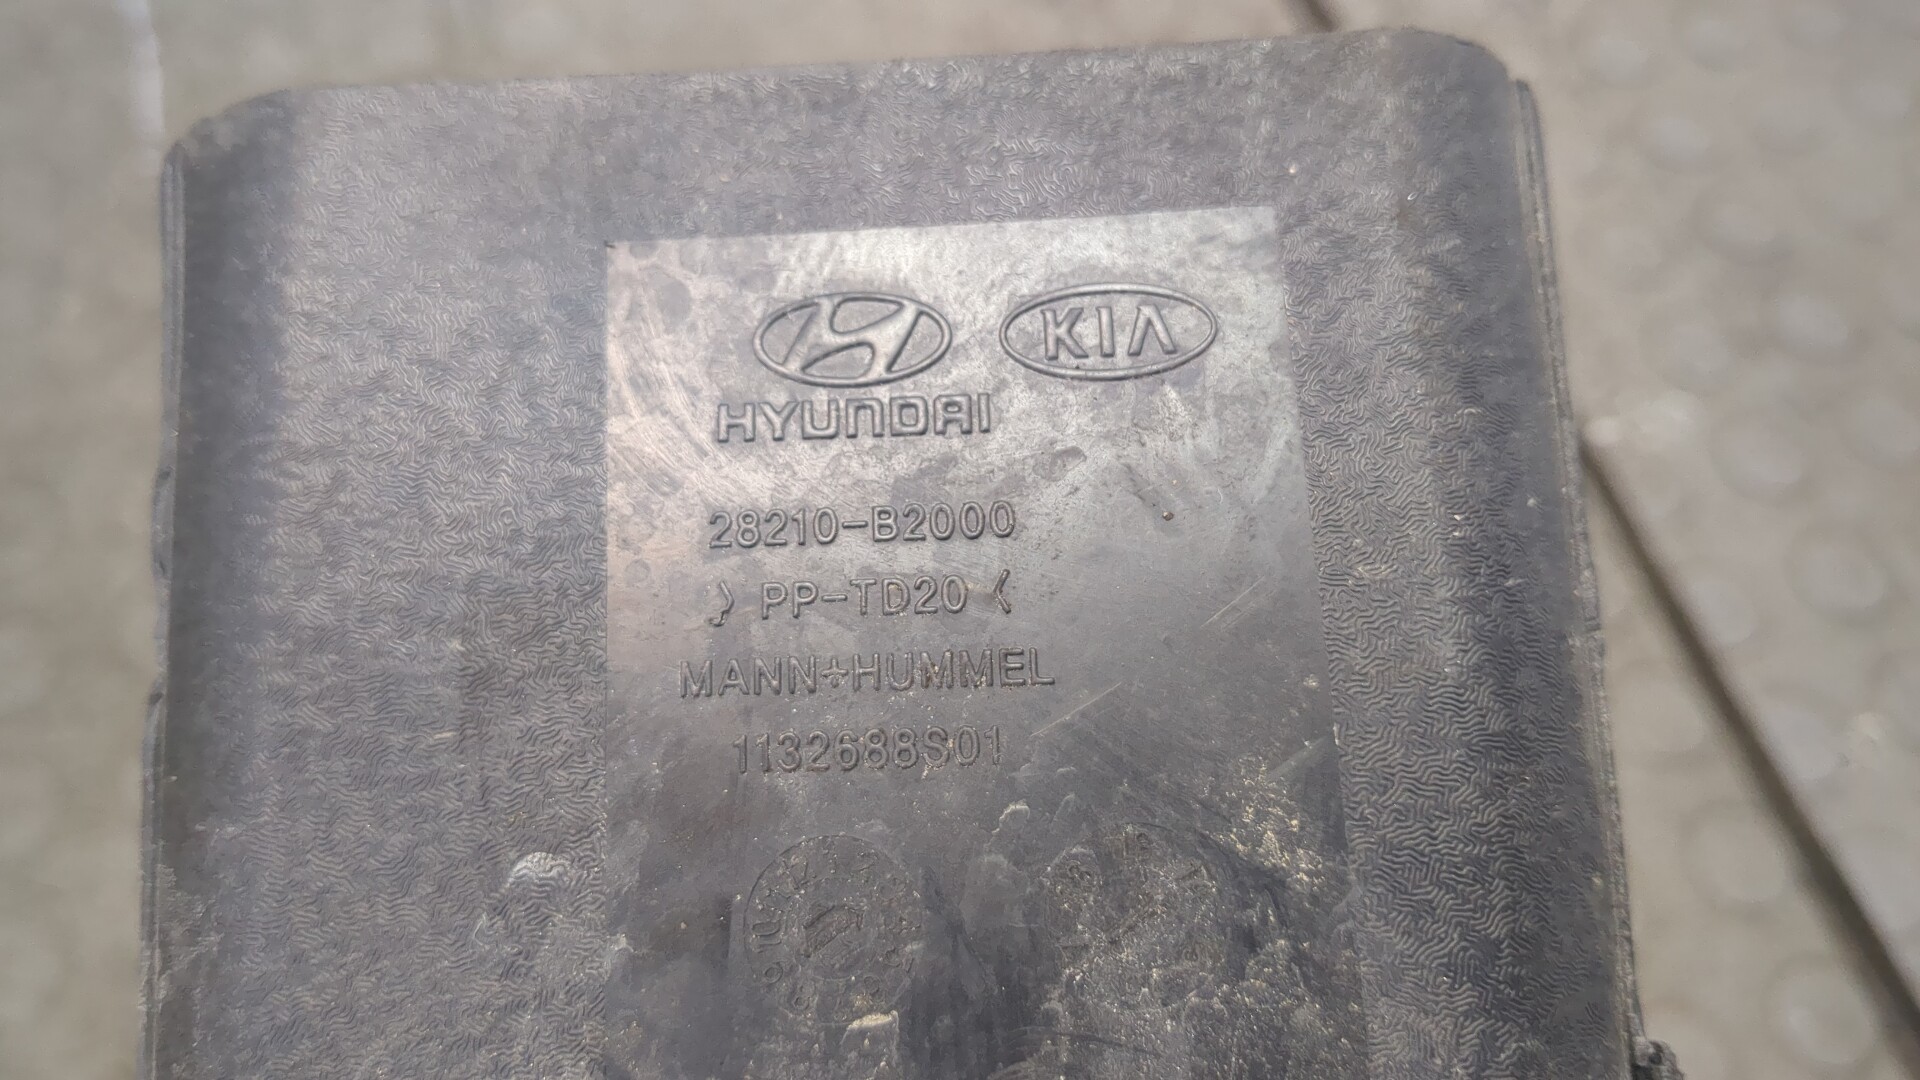 KIA
HYUNDAI
28210-B2000
>PP-TD20<
MANN+HUMMEL
1132688S01